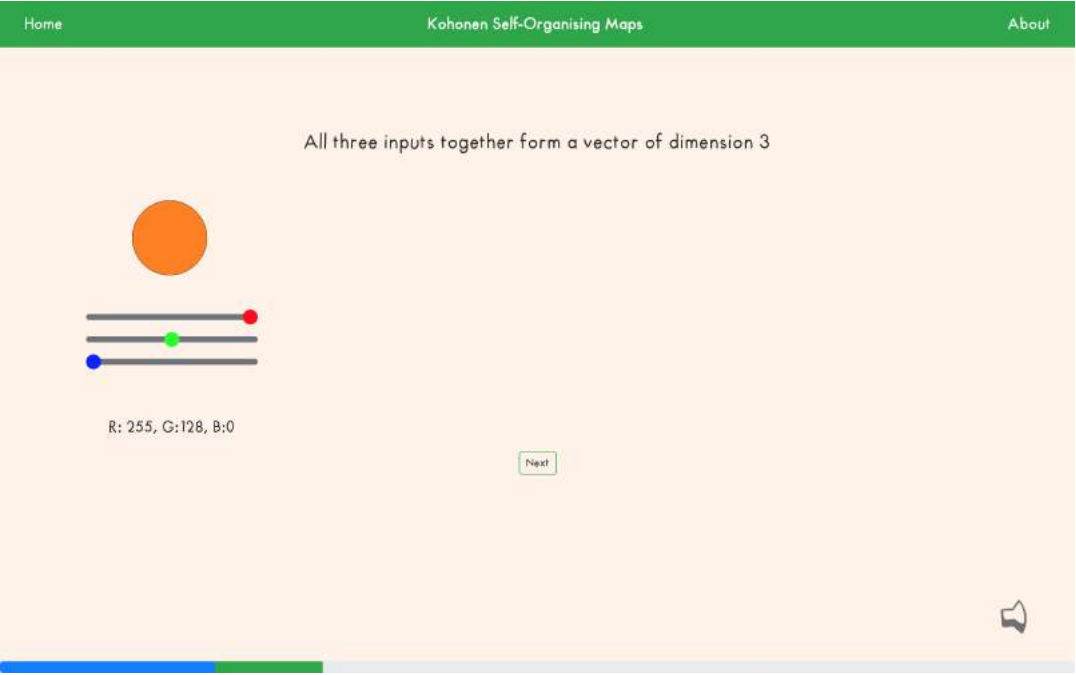 Home
Kohonen Self-Organising Maps
About
All three inputs together form a vector of dimension 3
R: 255, G:128, B:0
Next